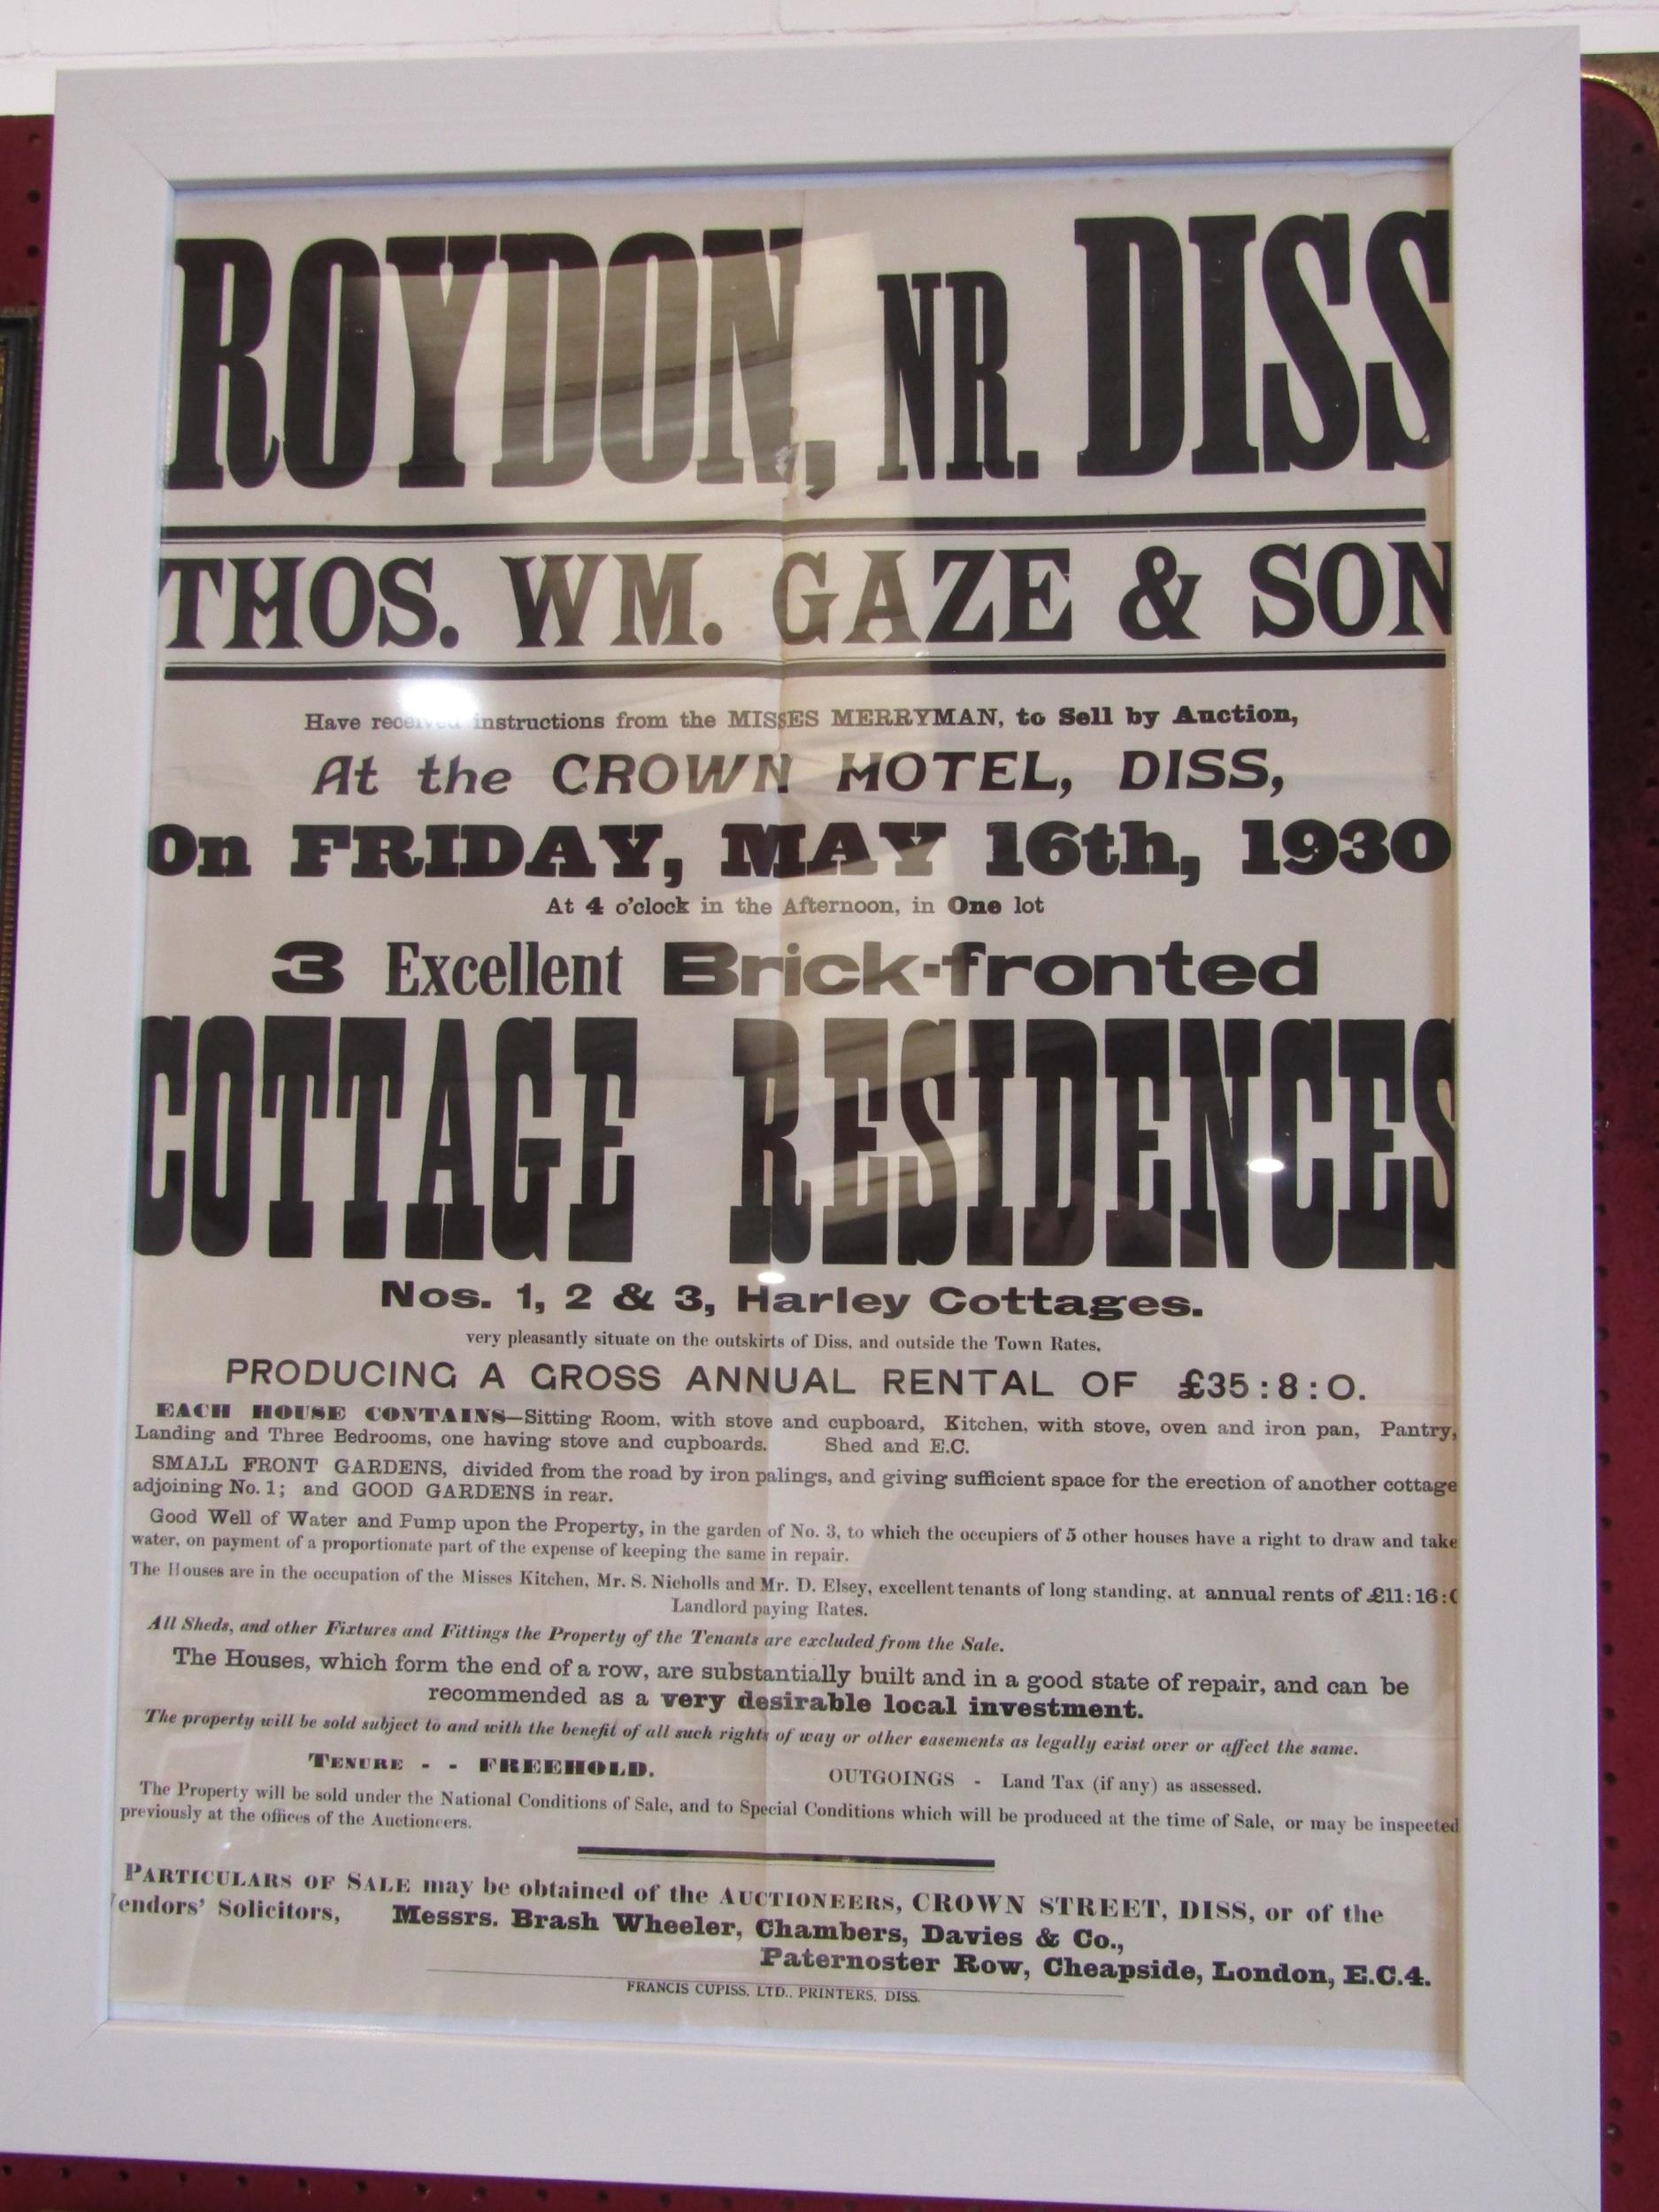 ROYDON, NR. DISS
THOS. WM. GAZE & SON
Have received instructions from the MISSES MERRYMAN, to Sell by Auction,
At the CROWN HOTEL, DISS,
On FRIDAY, MAY 16th, 1930
At 4 o'clock in the Afternoon, in One lot
3 Excellent Brick-fronted
COTTAGE RESIDENCES
Nos. 1, 2 & 3, Harley Cottages.
very pleasantly situate on the outskirts of Diss, and outside the Town Rates,
PRODUCING A GROSS ANNUAL RENTAL OF £35:8:0.
EACH HOUSE CONTAINS—Sitting Room, with stove and cupboard, Kitchen, with stove, oven and iron pan, Pantry,
Landing and Three Bedrooms, one having stove and cupboards. Shed and E.C.
SMALL FRONT GARDENS, divided from the road by iron palings, and giving sufficient space for the erection of another cottage
adjoining No. 1; and GOOD GARDENS in rear.
Good Well of Water and Pump upon the Property, in the garden of No. 3, to which the occupiers of 5 other houses have a right to draw and take
water, on payment of a proportionate part of the expense of keeping the same in repair.
The Houses are in the occupation of the Misses Kitchen, Mr. S. Nicholls and Mr. D. Elsey, excellent tenants of long standing, at annual rents of £11:16:
Landlord paying Rates.
All Sheds, and other Fixtures and Fittings the Property of the Tenants are excluded from the Sale.
The Houses, which form the end of a row, are substantially built and in a good state of repair, and can be
recommended as a very desirable local investment.
The property will be sold subject to and with the benefit of all such rights of way or other easements as legally exist over or affect the same.
TENURE - - FREEHOLD. OUTGOINGS - Land Tax (if any) as assessed.
The Property will be sold under the National Conditions of Sale, and to Special Conditions which will be produced at the time of Sale, or may be inspected
previously at the offices of the Auctioneers.
PARTICULARS OF SALE may be obtained of the AUCTIONEERS, CROWN STREET, DISS, or of the
Vendors' Solicitors, Messrs. Brash Wheeler, Chambers, Davies & Co.,
Paternoster Row, Cheapside, London, E.C.4.
FRANCIS CUPISS, LTD., PRINTERS, DISS.